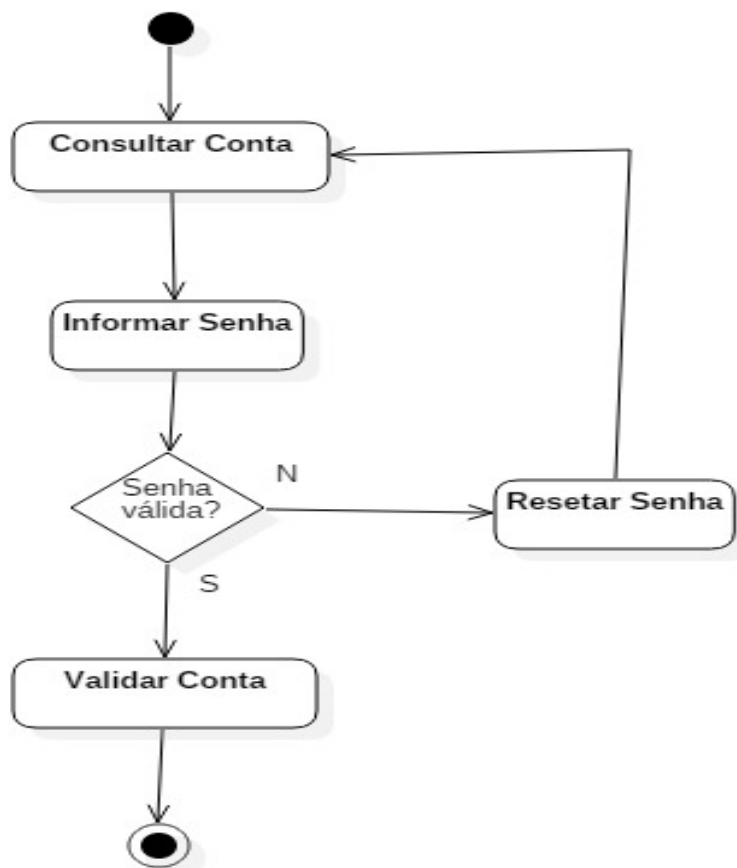 Consultar Conta
Informar Senha
Senha
válida?
N
Resetar Senha
S
Validar Conta